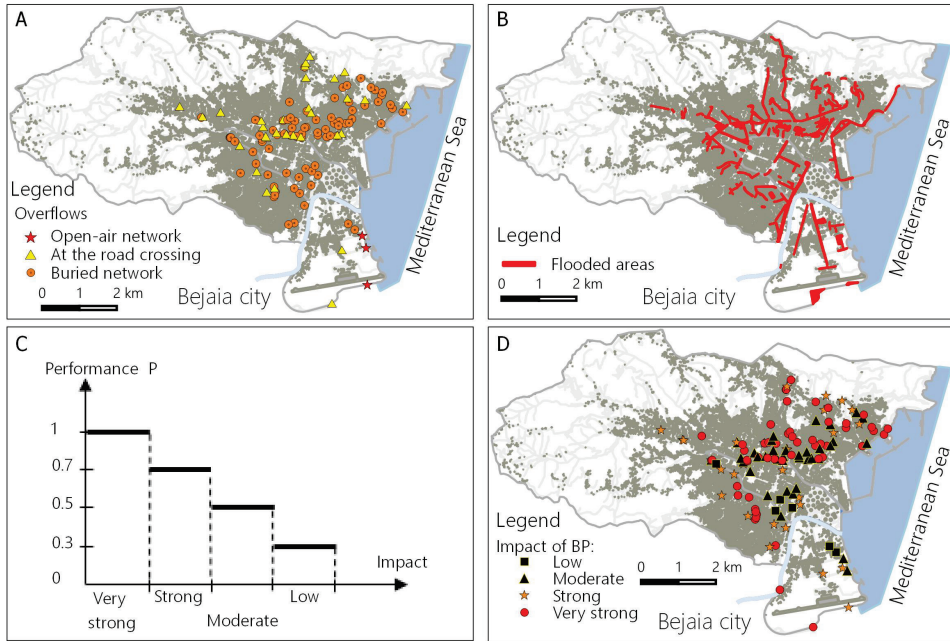 A
Mediterranean Sea
Legend
Overflows
Open-air network
At the road crossing
Buried network
0 1 2 km
Bejaia city
B
Mediterranean Sea
Legend
Flooded areas
0 1 2 km
Bejaia city
C
Performance P
1
0.7
0.5
0.3
0
Impact
Very
strong
Strong
Moderate
Low
D
Mediterranean Sea
Legend
Impact of BP:
Low
Moderate
Strong
Very strong
0 1 2 km
Bejaia city